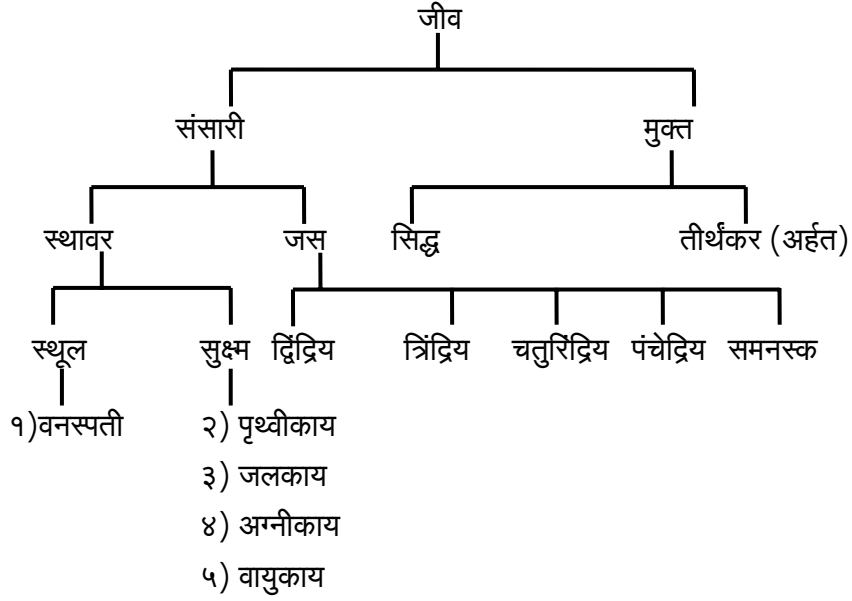 जीव
संसारी मुक्त
स्थावर जस सिद्ध तीर्थंकर (अर्हत)
स्थूल सुक्ष्म द्विंद्रिय त्रिंद्रिय चतुरिंद्रिय पंचेद्रिय समनस्क
१)वनस्पती २) पृथ्वीकाय
३) जलकाय
४) अग्नीकाय
५) वायुकाय